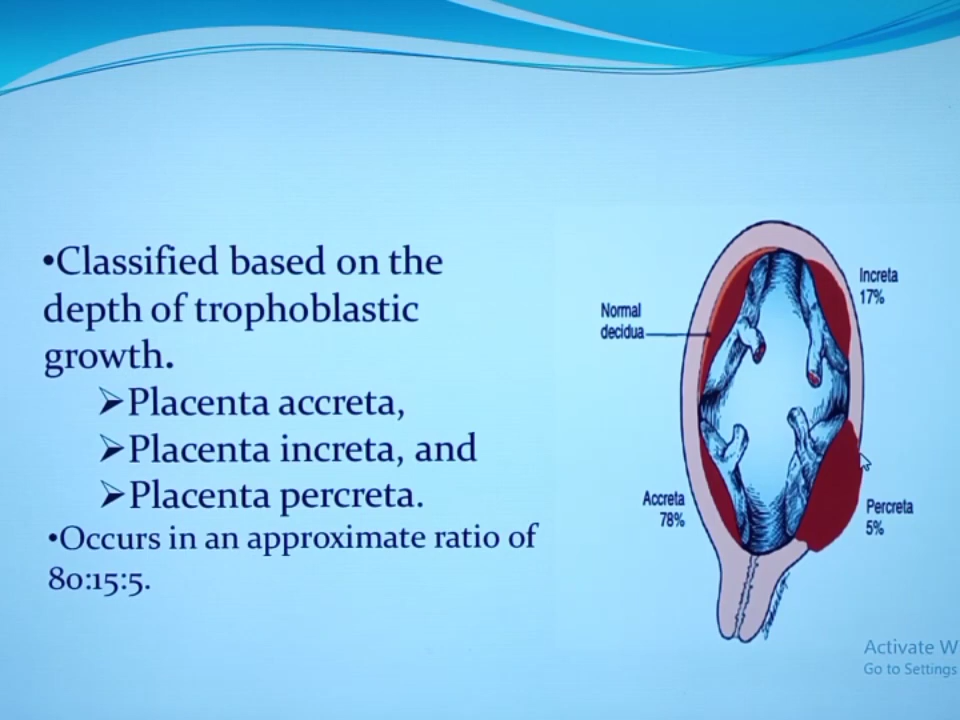 •Classified based on the
depth of trophoblastic
growth.
➢Placenta accreta,
➢Placenta increta, and
➢Placenta percreta.
•Occurs in an approximate ratio of
80:15:5.
Normal
decidua
Increta
17%
Accreta
78%
Percreta
5%
Activate W
Go to Settings